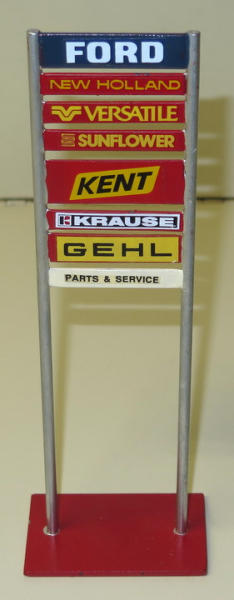 FORD
NEW HOLLAND
VERSATILE
SUNFLOWER
KENT
KRAUSE
GEHL
PARTS & SERVICE